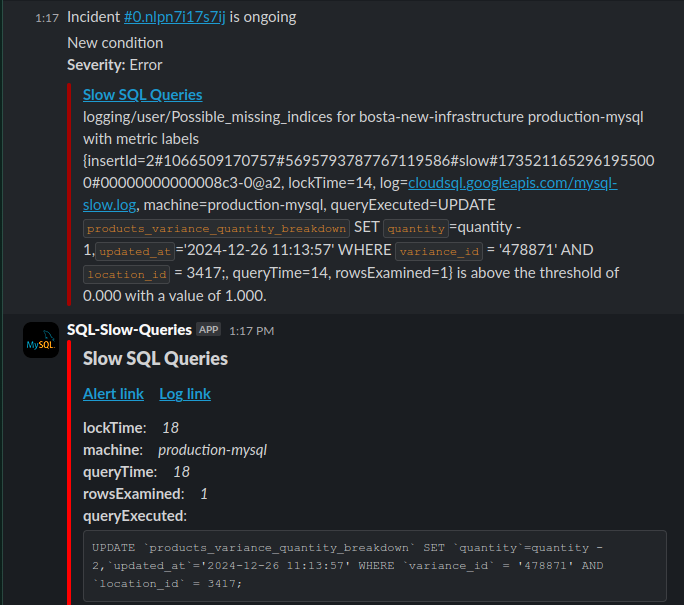 1:17 Incident #0.nlpn7i17s7ij is ongoing
New condition
Severity: Error
Slow SQL Queries
logging/user/Possible_missing_indices for bosta-new-infrastructure production-mysql
with metric labels
{insertId=2#1066509170757#5695793787767119586#slow#173521165296195500
0#00000000000008c3-0@a2, lockTime=14, log=cloudsql.googleapis.com/mysql-
slow.log, machine=production-mysql, queryExecuted=UPDATE
products_variance_quantity_breakdown SET quantity=quantity -
1,updated_at='2024-12-26 11:13:57' WHERE variance_id = '478871' AND
location_id = 3417;, queryTime=14, rowsExamined=1} is above the threshold of
0.000 with a value of 1.000.
MySQL
SQL-Slow-Queries APP 1:17 PM
Slow SQL Queries
Alert link Log link
lockTime: 18
machine: production-mysql
queryTime: 18
rowsExamined: 1
queryExecuted:
UPDATE `products_variance_quantity_breakdown` SET `quantity`=quantity -
2,`updated_at`='2024-12-26 11:13:57' WHERE `variance_id` = '478871' AND
`location_id` = 3417;